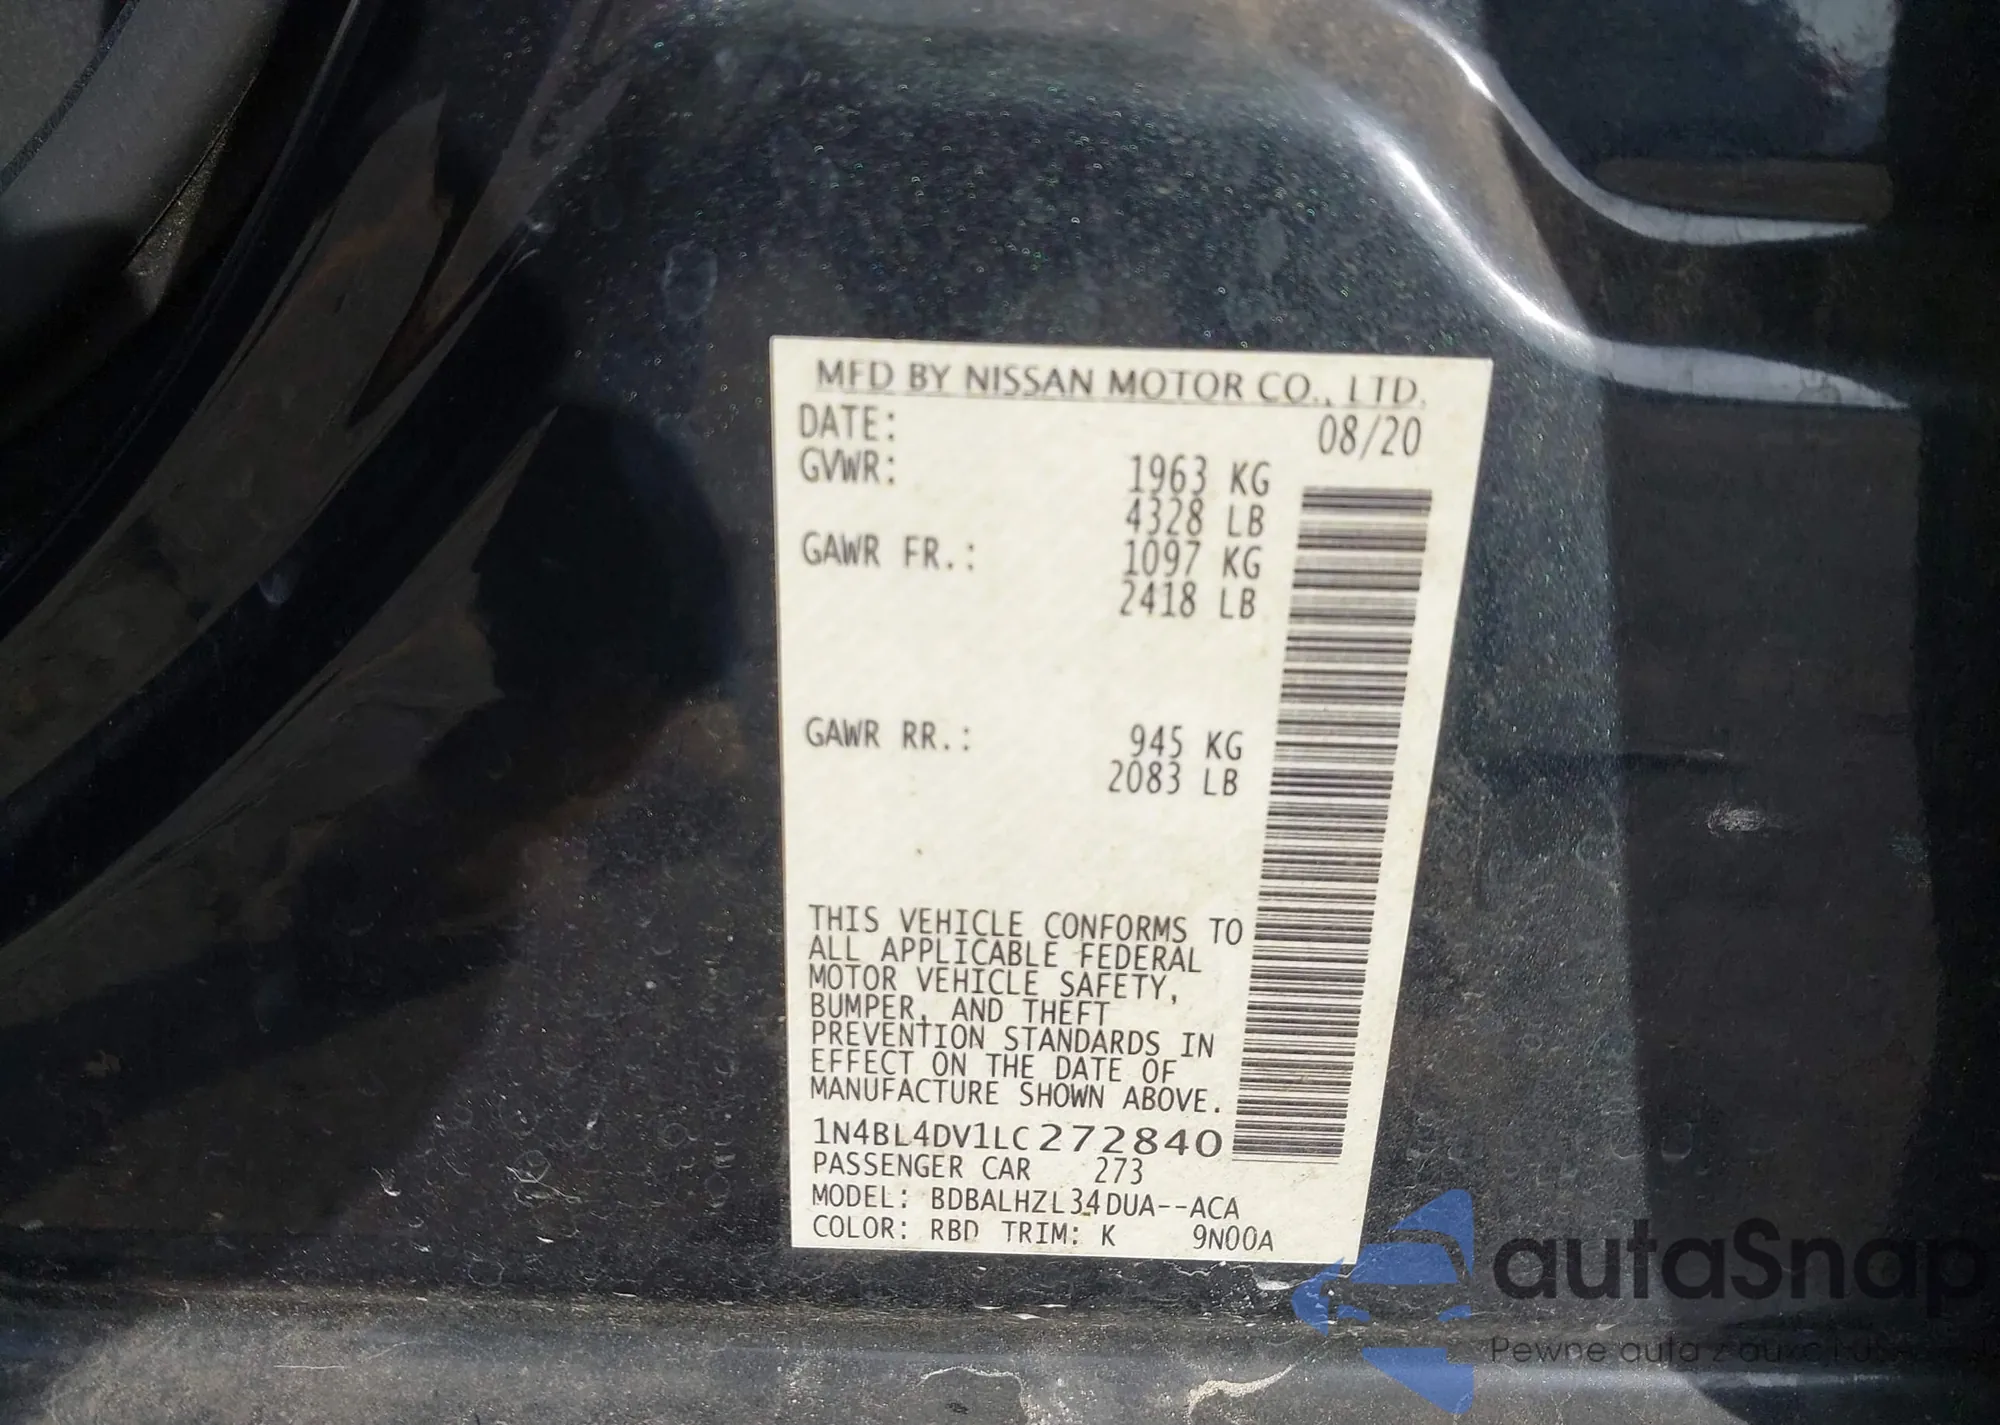 MFD BY NISSAN MOTOR CO., LTD.
DATE: 08/20
GVWR: 1963 KG
4328 LB
GAWR FR.: 1097 KG
2418 LB
GAWR RR.: 945 KG
2083 LB
THIS VEHICLE CONFORMS TO
ALL APPLICABLE FEDERAL
MOTOR VEHICLE SAFETY,
BUMPER, AND THEFT
PREVENTION STANDARDS IN
EFFECT ON THE DATE OF
MANUFACTURE SHOWN ABOVE.
1N4BL4DV1LC272840
PASSENGER CAR 273
MODEL: BDBALHZL34DUA--ACA
COLOR: RBD TRIM: K 9N00A
autaSnap
Pewne auta z aukcji